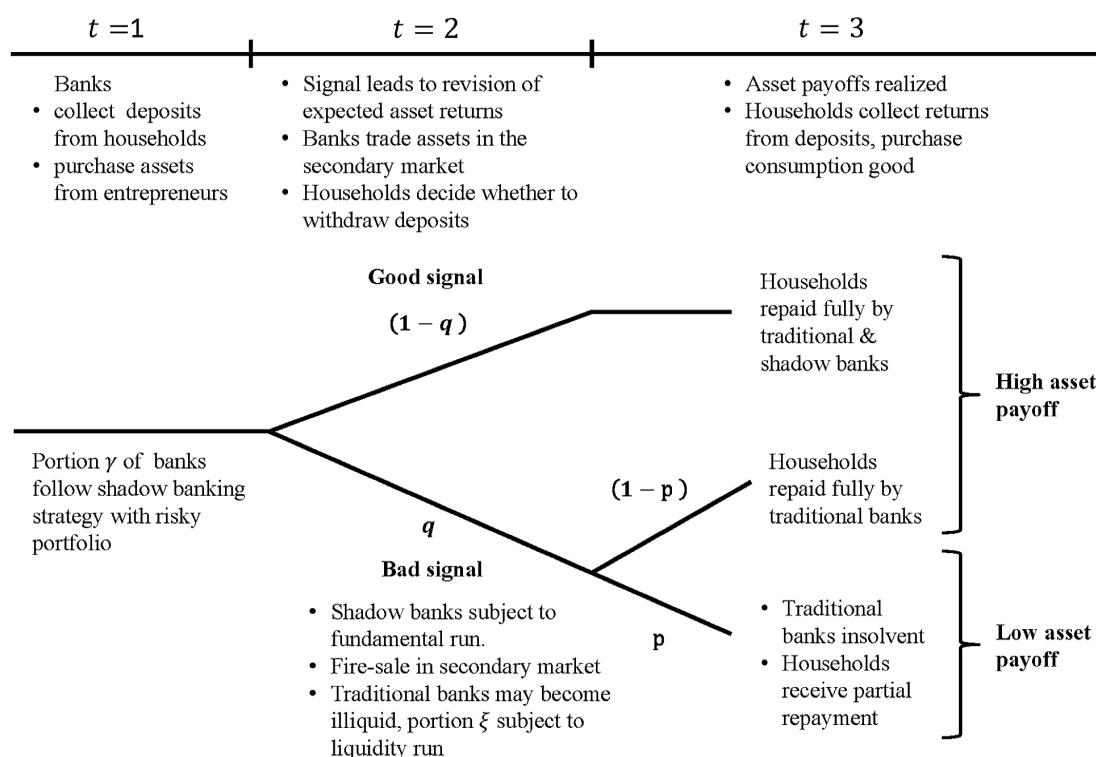 t =1
t = 2
t = 3
Banks
• collect deposits
from households
• purchase assets
from entrepreneurs
• Signal leads to revision of
expected asset returns
• Banks trade assets in the
secondary market
• Households decide whether to
withdraw deposits
• Asset payoffs realized
• Households collect returns
from deposits, purchase
consumption good
Good signal
(1 − q )
Households
repaid fully by
traditional &
shadow banks
High asset
payoff
Portion γ of banks
follow shadow banking
strategy with risky
portfolio
q
Bad signal
(1 − p )
Households
repaid fully by
traditional banks
• Shadow banks subject to
fundamental run.
• Fire-sale in secondary market
• Traditional banks may become
illiquid, portion ξ subject to
liquidity run
p
• Traditional
banks insolvent
• Households
receive partial
repayment
Low asset
payoff